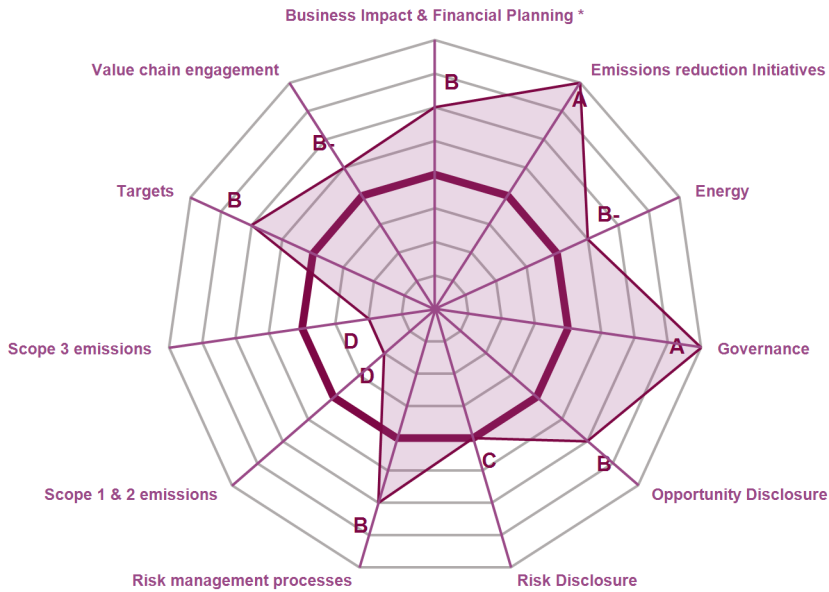 Business Impact & Financial Planning *
Value chain engagement
Emissions reduction Initiatives
B
A
B-
Targets
B
B-
Energy
Scope 3 emissions
D
A
Governance
D
C
B
Scope 1 & 2 emissions
Opportunity Disclosure
B
Risk management processes
Risk Disclosure